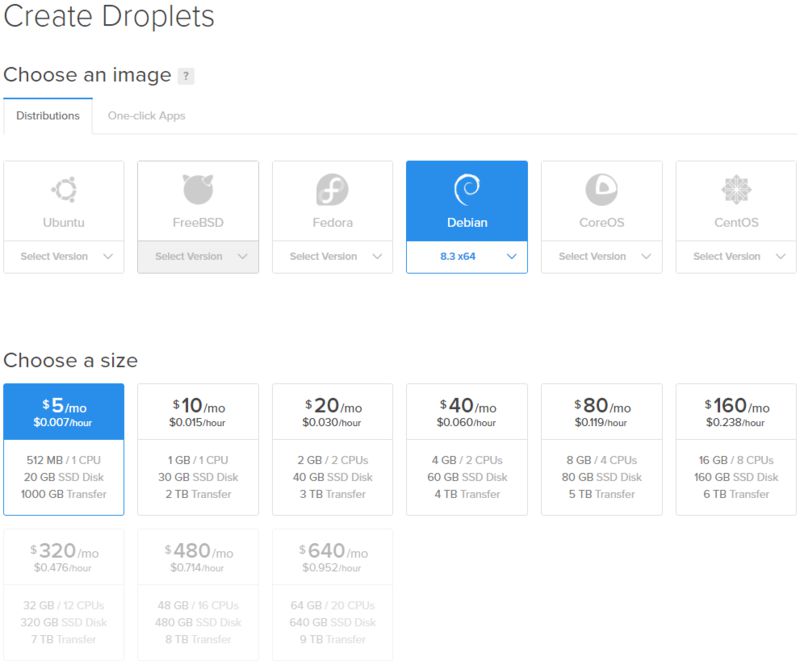 Create Droplets
Choose an image ?
Distributions One-click Apps
Ubuntu FreeBSD Fedora Debian CoreOS CentOS
Select Version Select Version Select Version 8.3 x64 Select Version Select Version
Choose a size
$5/mo $10/mo $20/mo $40/mo $80/mo $160/mo
$0.007/hour $0.015/hour $0.030/hour $0.060/hour $0.119/hour $0.238/hour
512 MB / 1 CPU 1 GB / 1 CPU 2 GB / 2 CPUs 4 GB / 2 CPUs 8 GB / 4 CPUs 16 GB / 8 CPUs
20 GB SSD Disk 30 GB SSD Disk 40 GB SSD Disk 60 GB SSD Disk 80 GB SSD Disk 160 GB SSD Disk
1000 GB Transfer 2 TB Transfer 3 TB Transfer 4 TB Transfer 5 TB Transfer 6 TB Transfer
$320/mo $480/mo $640/mo
$0.476/hour $0.714/hour $0.952/hour
32 GB / 12 CPUs 48 GB / 16 CPUs 64 GB / 20 CPUs
320 GB SSD Disk 480 GB SSD Disk 640 GB SSD Disk
7 TB Transfer 8 TB Transfer 9 TB Transfer